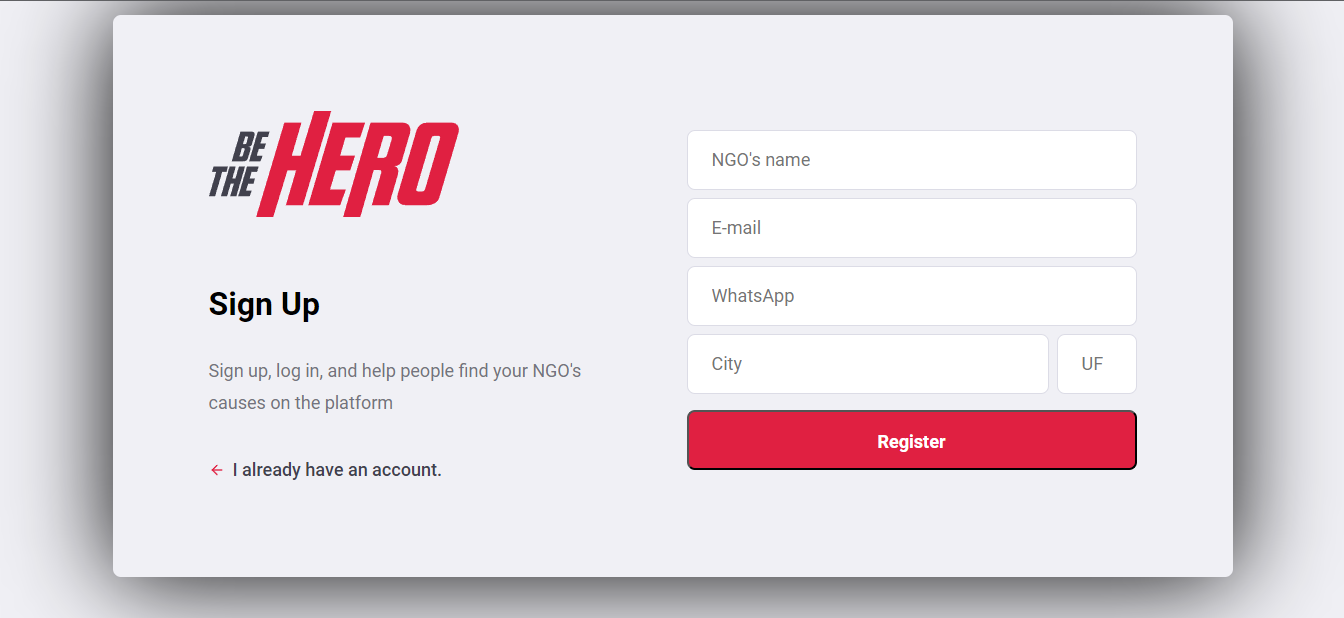 BE
THE HERO
Sign Up
Sign up, log in, and help people find your NGO's
causes on the platform
I already have an account.
NGO's name
E-mail
WhatsApp
City UF
Register